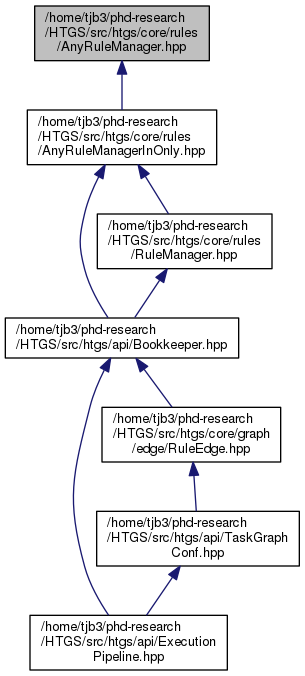 /home/tjb3/phd-research
/HTGS/src/htgs/core/rules
/AnyRuleManager.hpp
/home/tjb3/phd-research
/HTGS/src/htgs/core/rules
/AnyRuleManagerInOnly.hpp
/home/tjb3/phd-research
/HTGS/src/htgs/core/rules
/RuleManager.hpp
/home/tjb3/phd-research
/HTGS/src/htgs/api/Bookkeeper.hpp
/home/tjb3/phd-research
/HTGS/src/htgs/core/graph
/edge/RuleEdge.hpp
/home/tjb3/phd-research
/HTGS/src/htgs/api/TaskGraph
Conf.hpp
/home/tjb3/phd-research
/HTGS/src/htgs/api/Execution
Pipeline.hpp